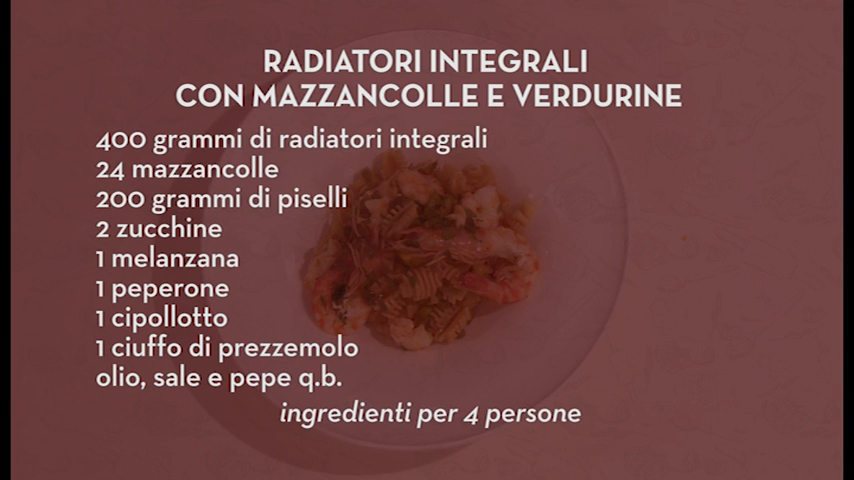 RADIATORI INTEGRALI
CON MAZZANCOLLE E VERDURINE
400 grammi di radiatori integrali
24 mazzancolle
200 grammi di piselli
2 zucchine
1 melanzana
1 peperone
1 cipollotto
1 ciuffo di prezzemolo
olio, sale e pepe q.b.
ingredienti per 4 persone